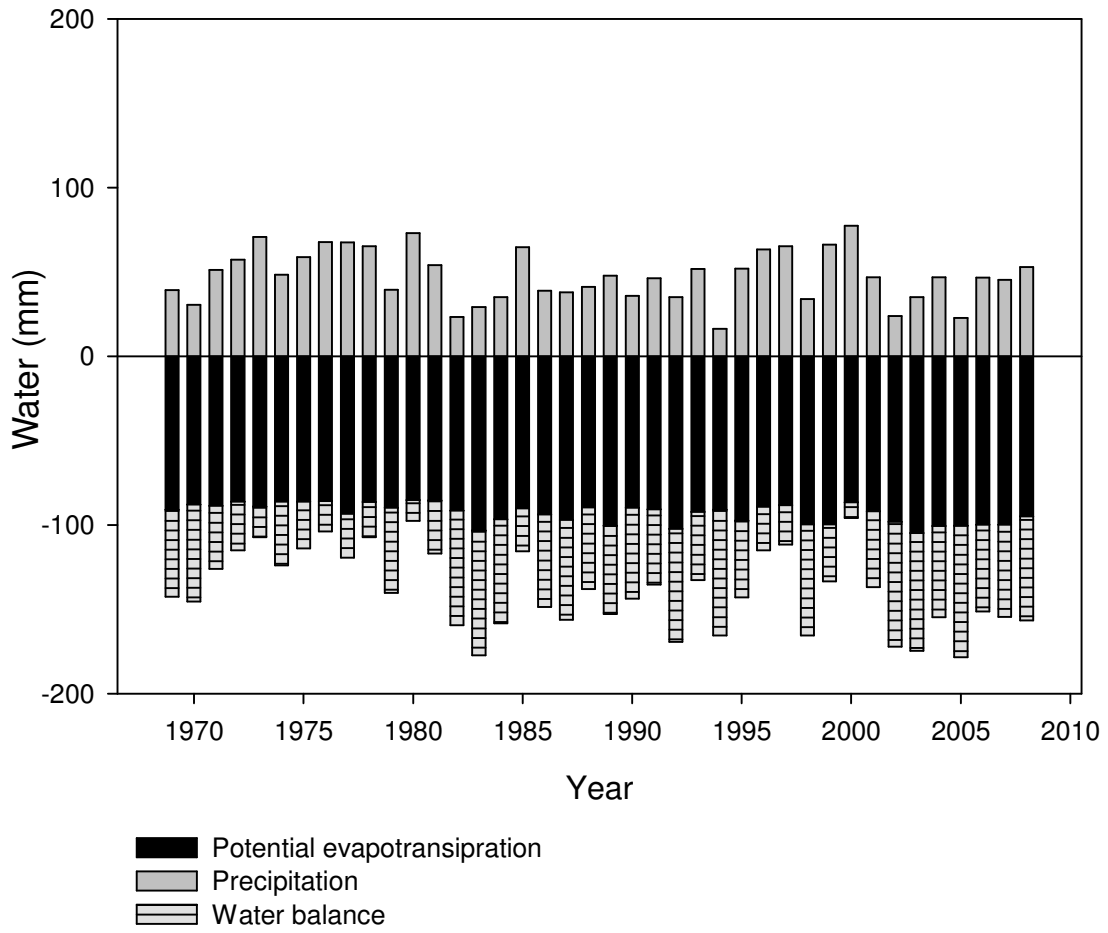 200
100
0
-100
-200
Water (mm)
1970 1975 1980 1985 1990 1995 2000 2005 2010
Year
Potential evapotransipration
Precipitation
Water balance